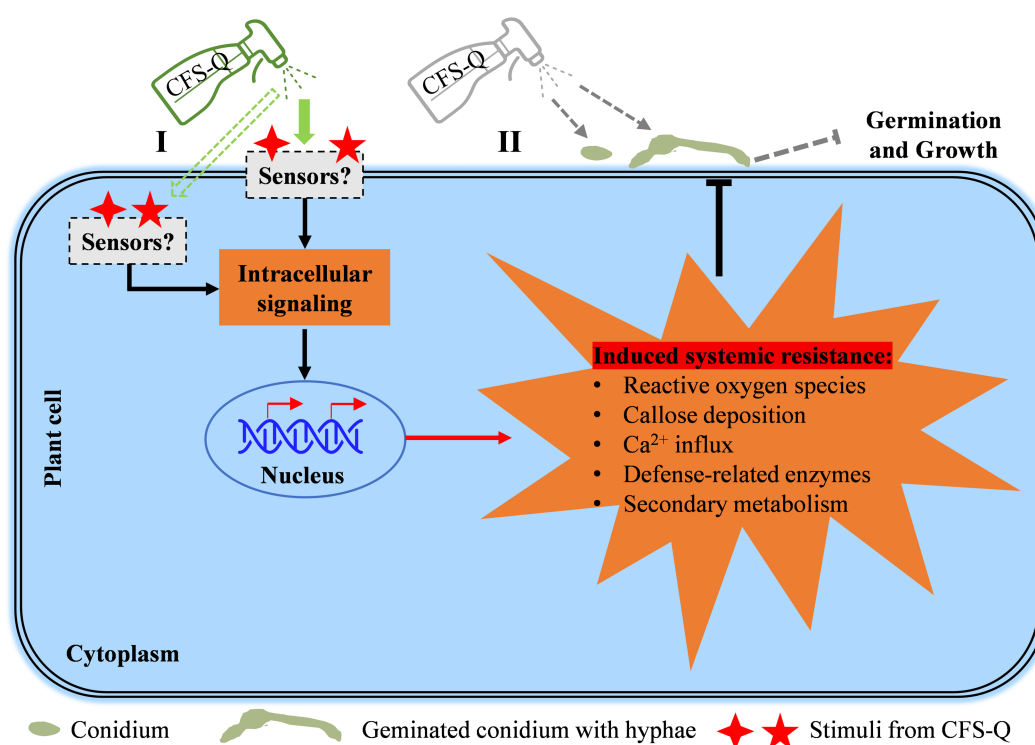 CFS-Q
CFS-Q
I
II
Germination
and Growth
Sensors?
Sensors?
Intracellular
signaling
Induced systemic resistance:
• Reactive oxygen species
• Callose deposition
• Ca²⁺ influx
• Defense-related enzymes
• Secondary metabolism
Nucleus
Plant cell
Cytoplasm
Conidium
Geminated conidium with hyphae
Stimuli from CFS-Q